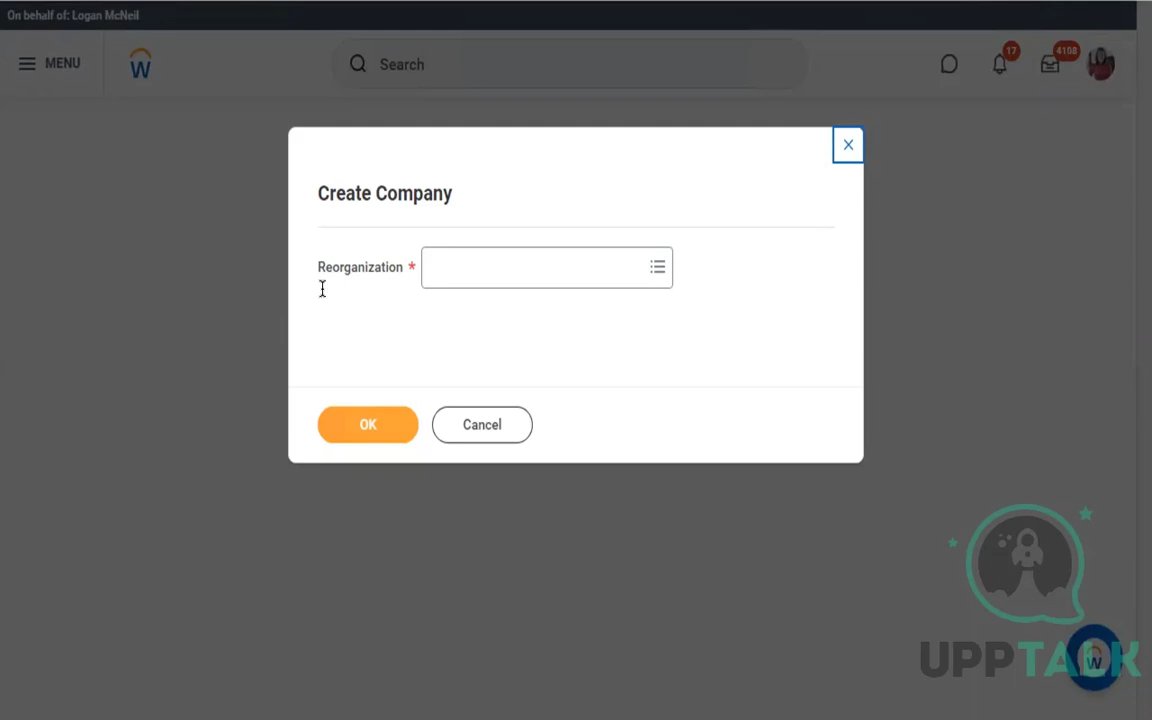 On behalf of: Logan McNeil
MENU
W
Search
17
4108
X
Create Company
Reorganization *
OK
Cancel
UPPTALK
W